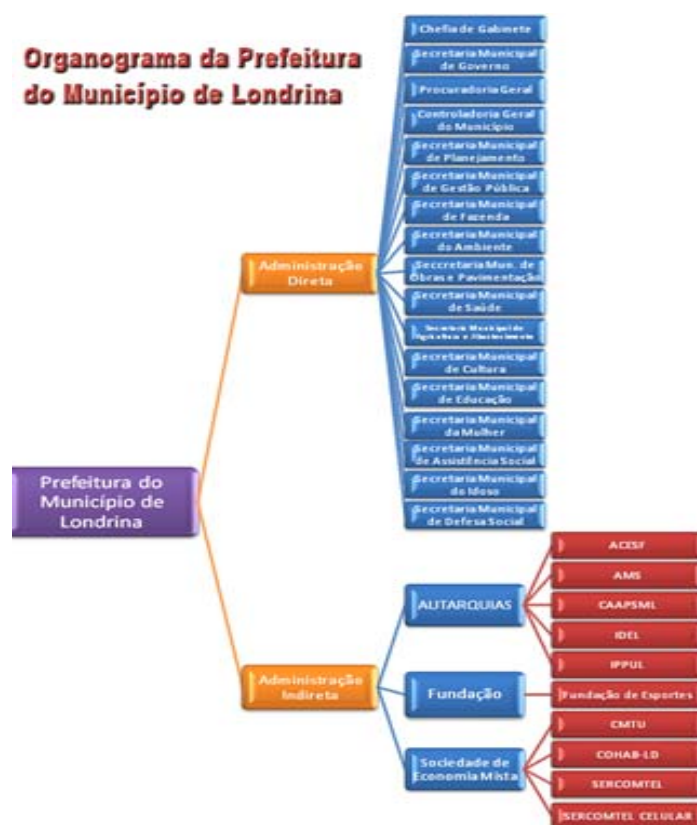 Organograma da Prefeitura
do Município de Londrina
Chefia de Gabinete
Secretaria Municipal
de Governo
Procuradoria Geral
Controladoria Geral
do Município
Secretaria Municipal
de Planejamento
Secretaria Municipal
de Gestão Pública
Secretaria Municipal
de Fazenda
Secretaria Municipal
do Ambiente
Seccretaria Mun. de
Obras e Pavimentação
Secretaria Municipal
de Saúde
Secretaria Municipal de
Agricultura e Abastecimento
Secretaria Municipal
de Cultura
Secretaria Municipal
de Educação
Secretaria Municipal
da Mulher
Secretaria Municipal
de Assistência Social
Secretaria Municipal
do Idoso
Secretaria Municipal
de Defesa Social
Administração
Direta
Prefeitura do
Município de
Londrina
Administração
Indireta
AUTARQUIAS
ACESF
AMS
CAAPSML
IDEL
IPPUL
Fundação
Fundação de Esportes
Sociedade de
Economia Mista
CMTU
COHAB-LD
SERCOMTEL
SERCOMTEL CELULAR